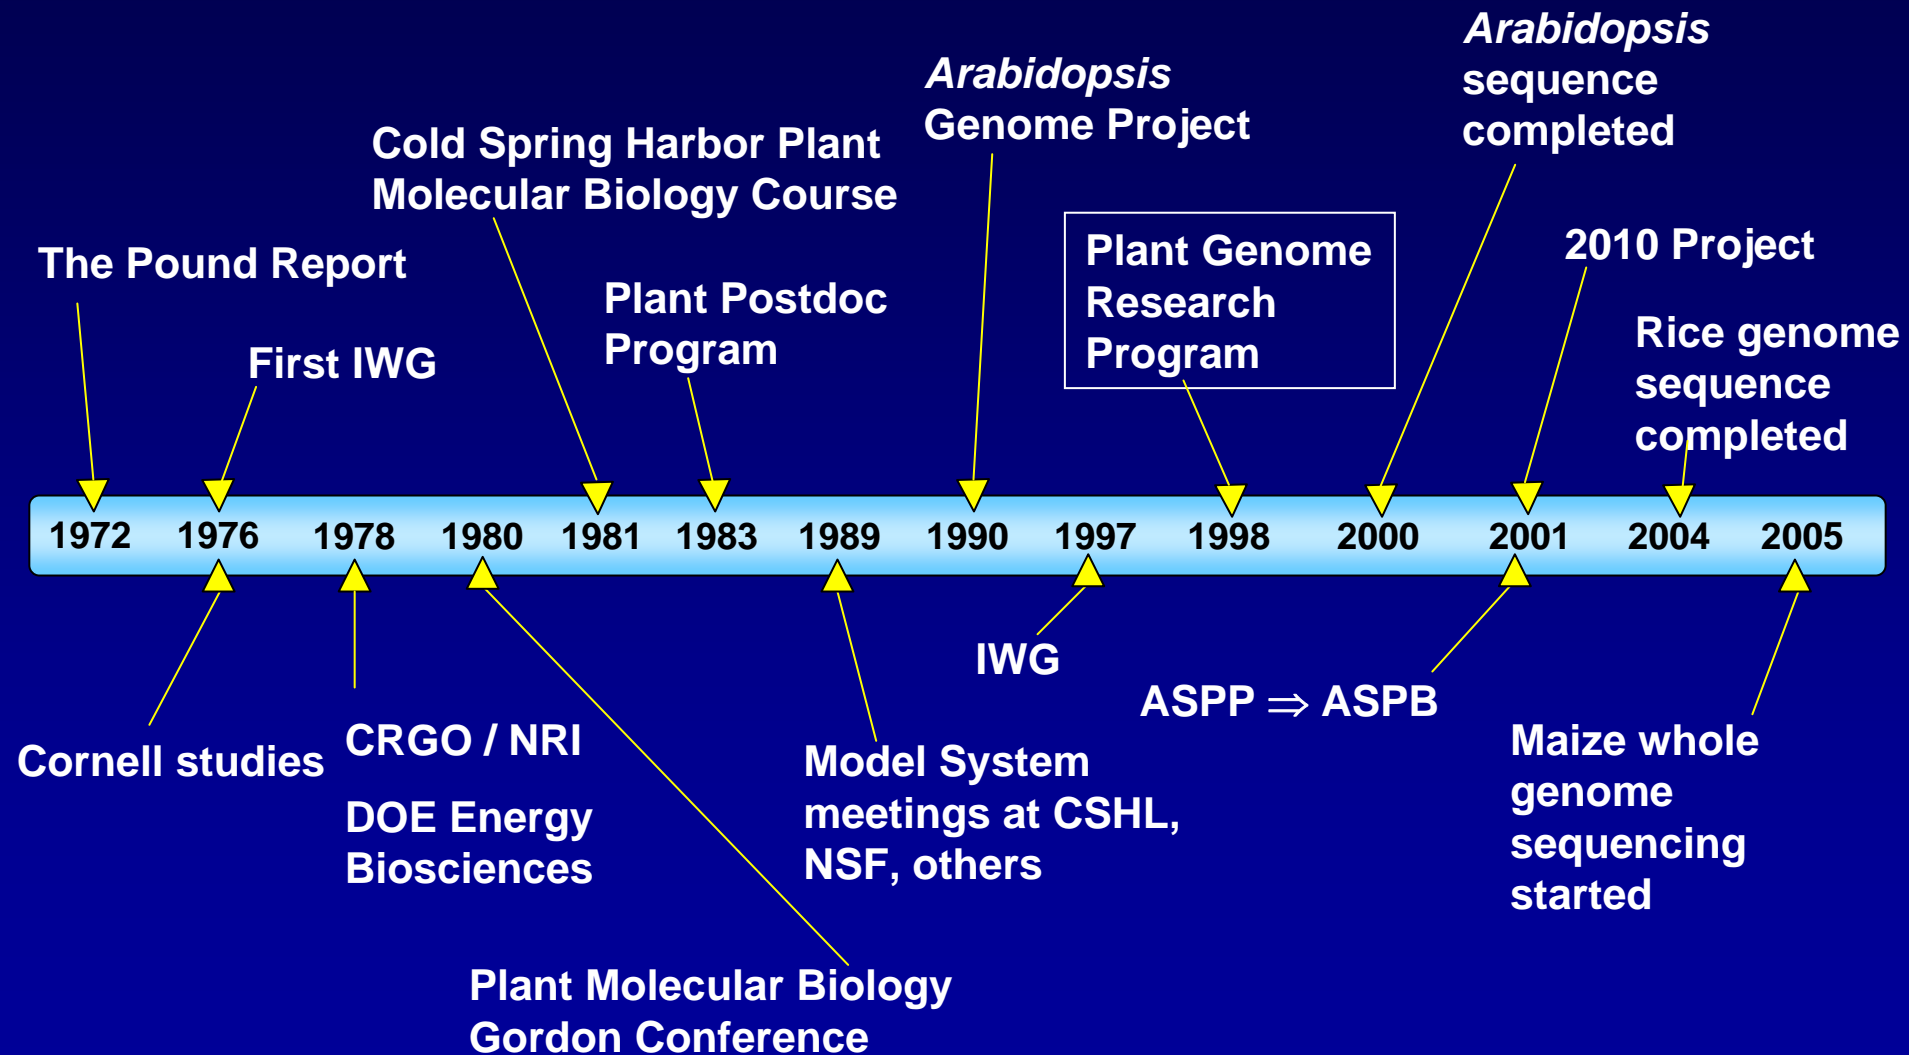 Arabidopsis
sequence
completed
Arabidopsis
Genome Project
Cold Spring Harbor Plant
Molecular Biology Course
The Pound Report
Plant Postdoc
Program
Plant Genome
Research
Program
2010 Project
First IWG
Rice genome
sequence
completed
1972 1976 1978 1980 1981 1983 1989 1990 1997 1998 2000 2001 2004 2005
Cornell studies
CRGO / NRI
DOE Energy
Biosciences
Plant Molecular Biology
Gordon Conference
Model System
meetings at CSHL,
NSF, others
IWG
ASPP ⇒ ASPB
Maize whole
genome
sequencing
started